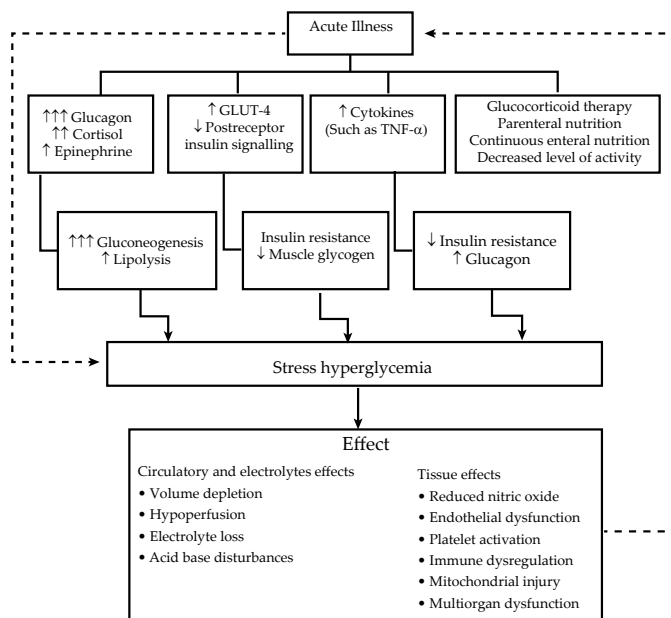 Acute Illness
↑↑↑ Glucagon
↑↑ Cortisol
↑ Epinephrine
↑ GLUT-4
↓ Postreceptor
insulin signalling
↑ Cytokines
(Such as TNF-α)
Glucocorticoid therapy
Parenteral nutrition
Continuous enteral nutrition
Decreased level of activity
↑↑↑ Gluconeogenesis
↑ Lipolysis
Insulin resistance
↓ Muscle glycogen
↓ Insulin resistance
↑ Glucagon
Stress hyperglycemia
Effect
Circulatory and electrolytes effects
• Volume depletion
• Hypoperfusion
• Electrolyte loss
• Acid base disturbances
Tissue effects
• Reduced nitric oxide
• Endothelial dysfunction
• Platelet activation
• Immune dysregulation
• Mitochondrial injury
• Multiorgan dysfunction